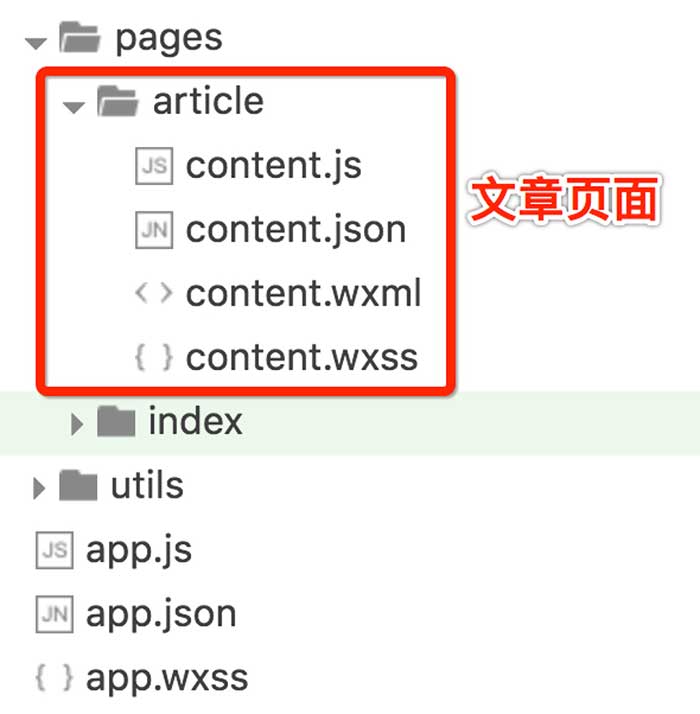 pages
article
JS content.js
文章页面
JN content.json
< > content.wxml
{ } content.wxss
index
utils
JS app.js
JN app.json
{ } app.wxss